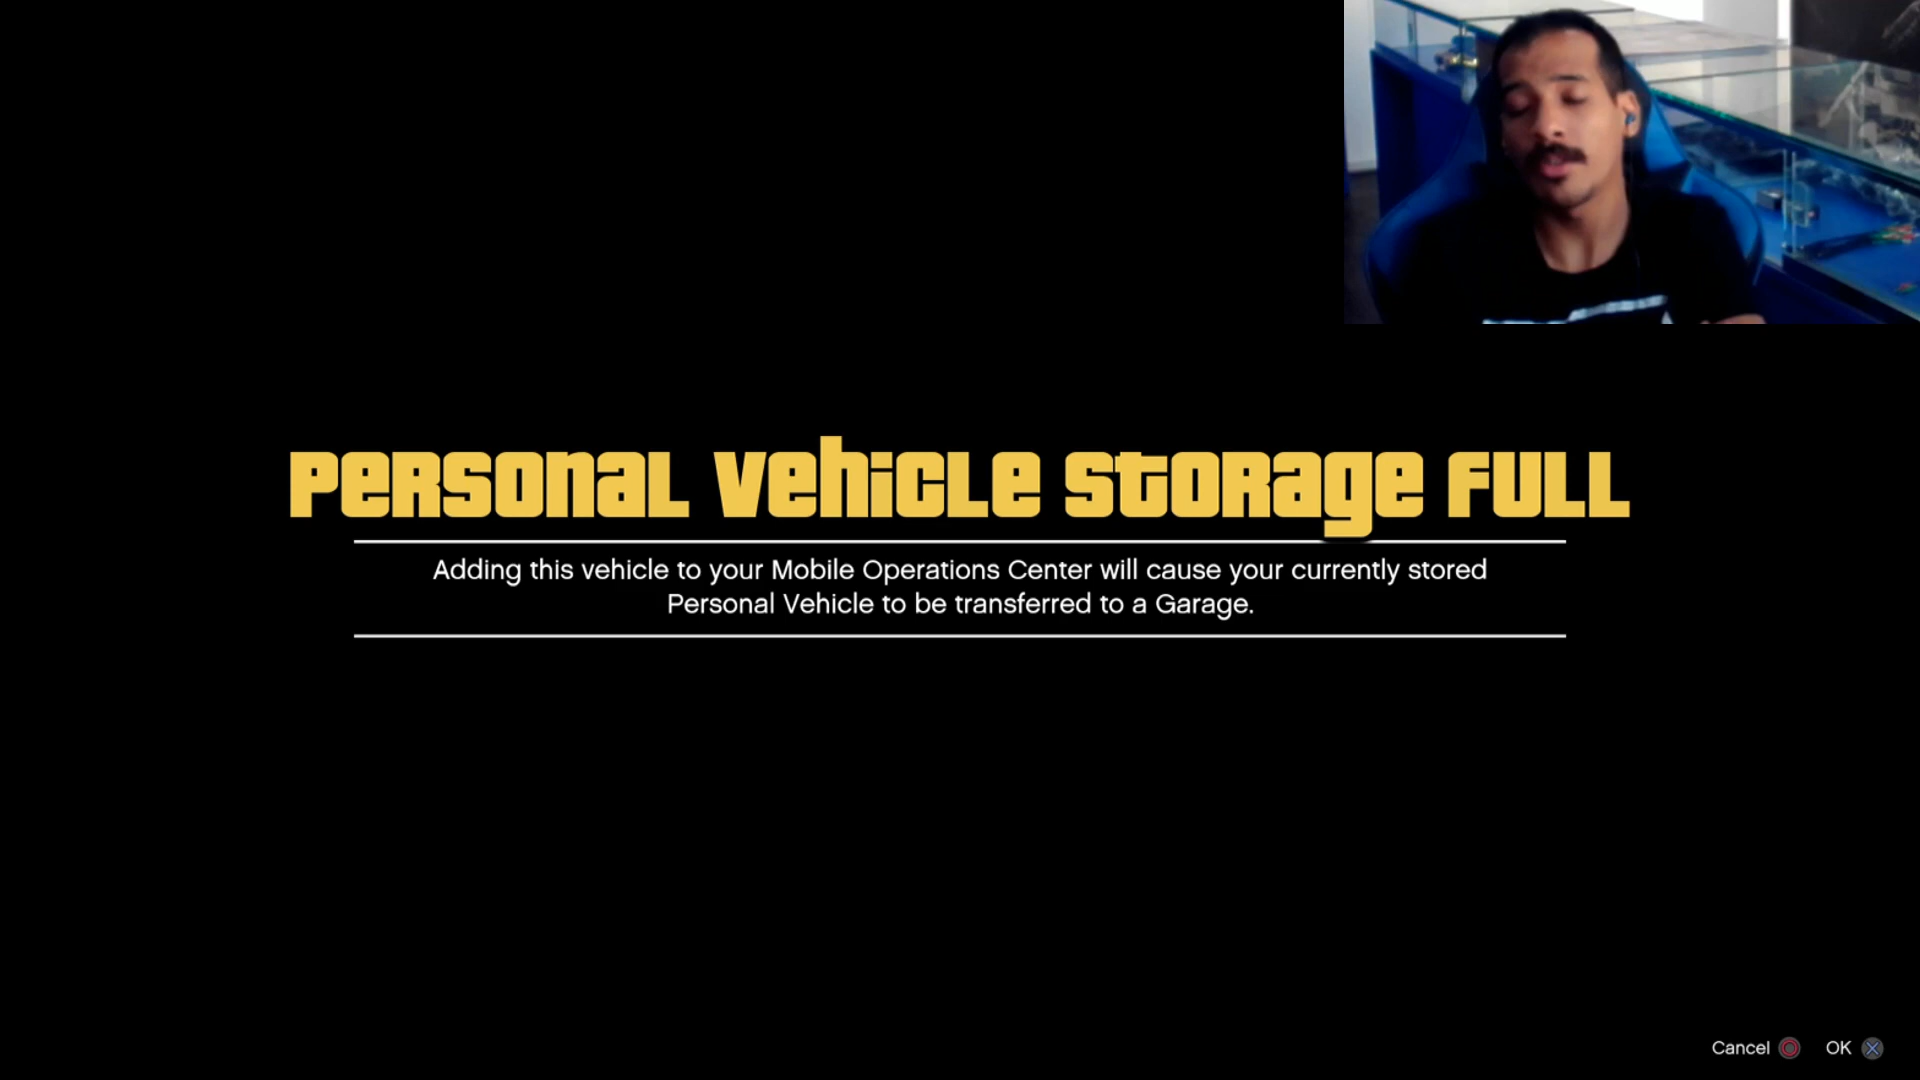 Personal Vehicle Storage Full
Adding this vehicle to your Mobile Operations Center will cause your currently stored
Personal Vehicle to be transferred to a Garage.
Cancel OK